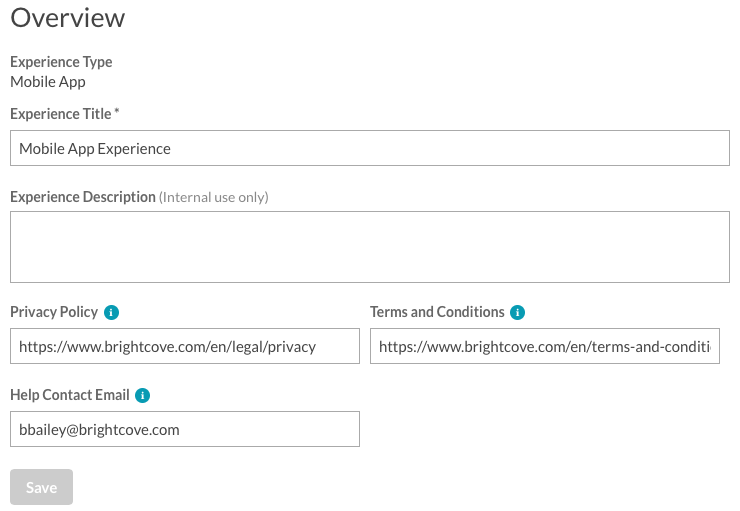 Overview
Experience Type
Mobile App
Experience Title *
Mobile App Experience
Experience Description (Internal use only)
Privacy Policy i Terms and Conditions i
https://www.brightcove.com/en/legal/privacy https://www.brightcove.com/en/terms-and-conditi
Help Contact Email i
bbailey@brightcove.com
Save